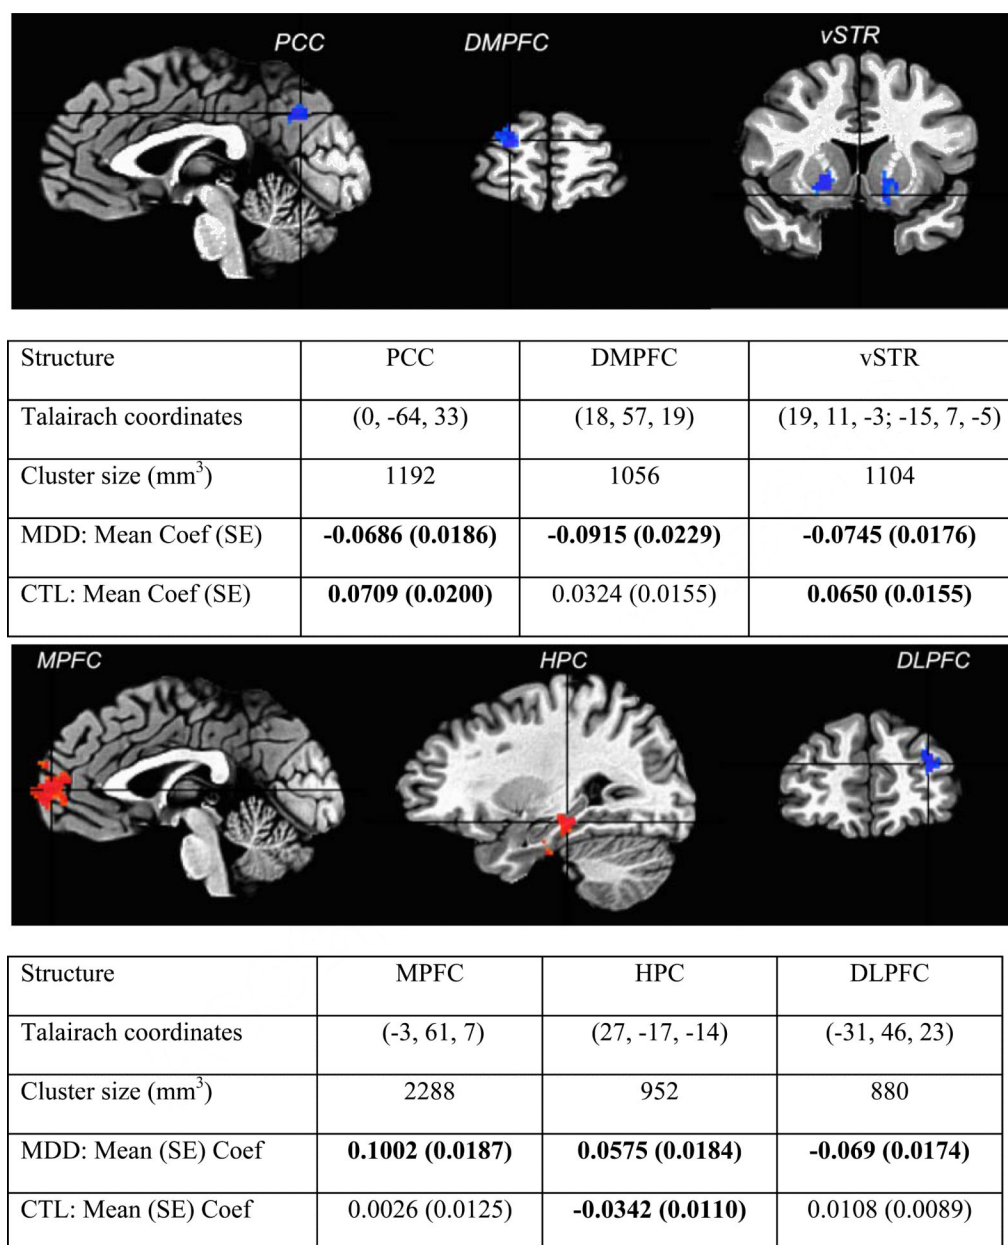 PCC DMPFC vSTR
Structure PCC DMPFC vSTR
Talairach coordinates (0, -64, 33) (18, 57, 19) (19, 11, -3; -15, 7, -5)
Cluster size (mm³) 1192 1056 1104
MDD: Mean Coef (SE) -0.0686 (0.0186) -0.0915 (0.0229) -0.0745 (0.0176)
CTL: Mean Coef (SE) 0.0709 (0.0200) 0.0324 (0.0155) 0.0650 (0.0155)
MPFC HPC DLPFC
Structure MPFC HPC DLPFC
Talairach coordinates (-3, 61, 7) (27, -17, -14) (-31, 46, 23)
Cluster size (mm³) 2288 952 880
MDD: Mean (SE) Coef 0.1002 (0.0187) 0.0575 (0.0184) -0.069 (0.0174)
CTL: Mean (SE) Coef 0.0026 (0.0125) -0.0342 (0.0110) 0.0108 (0.0089)